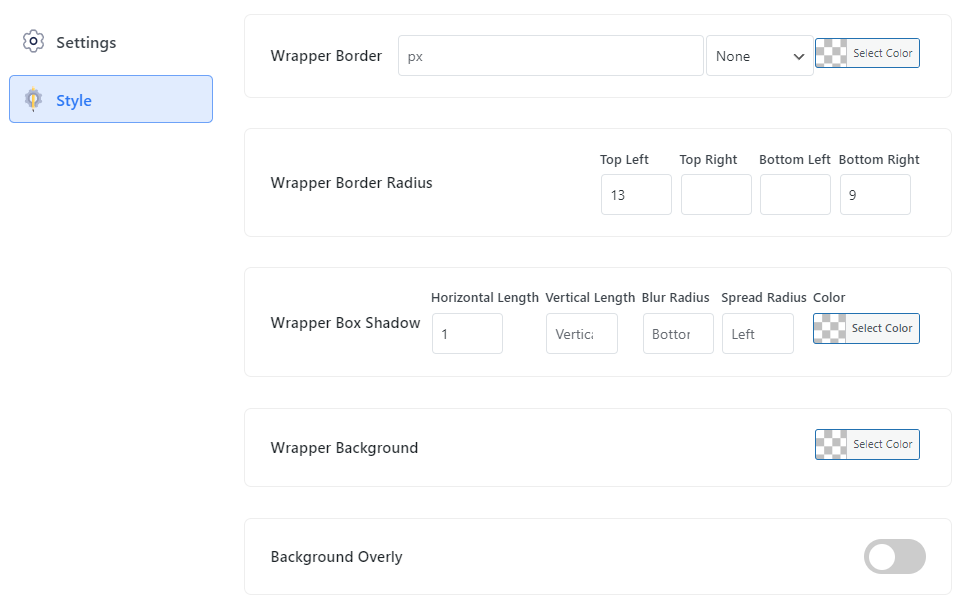 Settings
Style
Wrapper Border
px
None
Select Color
Wrapper Border Radius
Top Left Top Right Bottom Left Bottom Right
13
9
Wrapper Box Shadow
Horizontal Length Vertical Length Blur Radius Spread Radius Color
1
Vertica
Bottor
Left
Select Color
Wrapper Background
Select Color
Background Overly